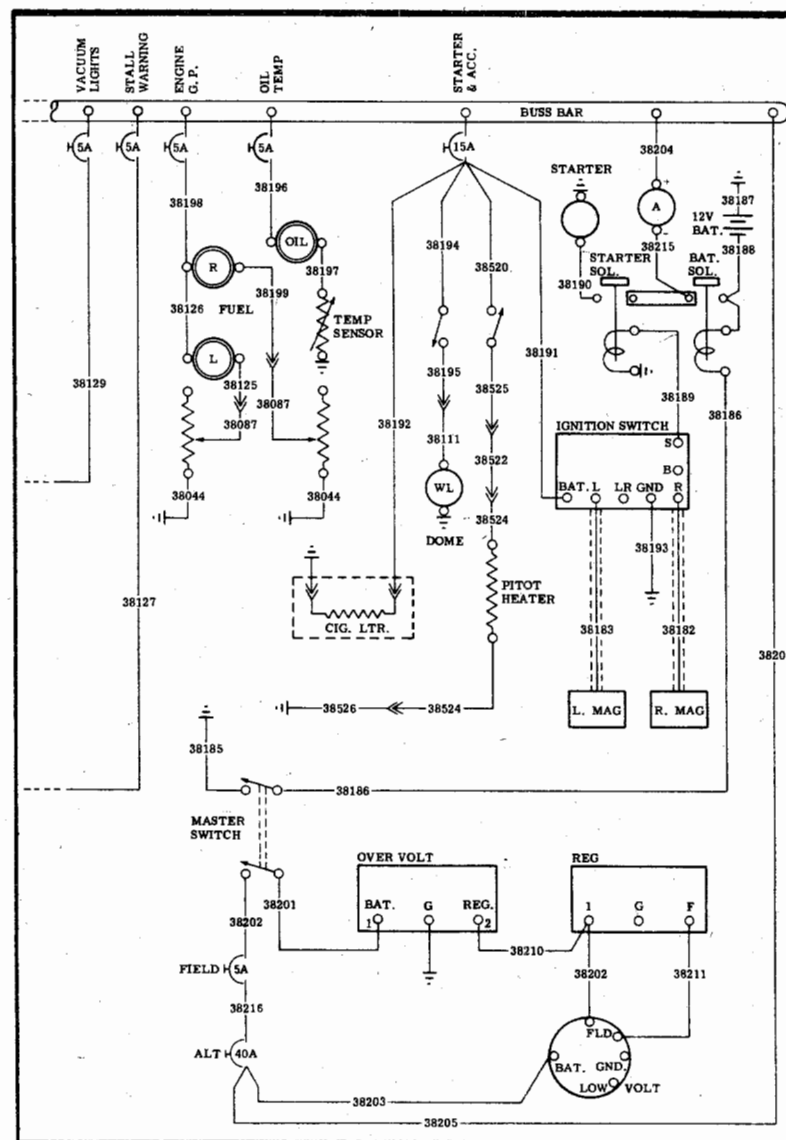 VACUUM
LIGHTS
STALL
WARNING
ENGINE
G. P.
OIL
TEMP
STARTER
& ACC.
BUSS BAR
5A
5A
5A
5A
15A
38204
STARTER
38187
12V
BAT.
38188
A
+
-
38198
38196
OIL
38197
38194
38520
38215
STARTER
SOL.
BAT.
SOL.
38190
R
38199
38126
FUEL
TEMP
SENSOR
L
38125
38129
38087
38087
38192
38195
38525
38191
38189
38186
IGNITION SWITCH
S
B
BAT.
L
LR
GND
R
38111
38522
38044
38044
WL
DOME
38524
38193
PITOT
HEATER
CIG. LTR.
38127
38183
38182
3820
L. MAG
R. MAG
38526
38524
38185
38186
MASTER
SWITCH
OVER VOLT
REG
38201
BAT.
G
REG.
1
2
1
G
F
38202
38210
FIELD
5A
38202
38211
38216
FLD
ALT
40A
BAT.
GND.
LOW
VOLT
38203
38205